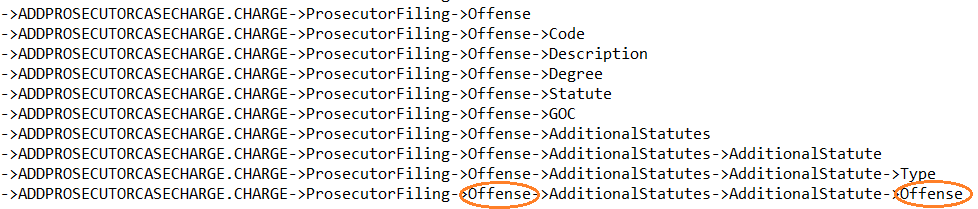 ->ADDPROSECUTORCASECHARGE.CHARGE->ProsecutorFiling->Offense
->ADDPROSECUTORCASECHARGE.CHARGE->ProsecutorFiling->Offense->Code
->ADDPROSECUTORCASECHARGE.CHARGE->ProsecutorFiling->Offense->Description
->ADDPROSECUTORCASECHARGE.CHARGE->ProsecutorFiling->Offense->Degree
->ADDPROSECUTORCASECHARGE.CHARGE->ProsecutorFiling->Offense->Statute
->ADDPROSECUTORCASECHARGE.CHARGE->ProsecutorFiling->Offense->GOC
->ADDPROSECUTORCASECHARGE.CHARGE->ProsecutorFiling->Offense->AdditionalStatutes
->ADDPROSECUTORCASECHARGE.CHARGE->ProsecutorFiling->Offense->AdditionalStatutes->AdditionalStatute
->ADDPROSECUTORCASECHARGE.CHARGE->ProsecutorFiling->Offense->AdditionalStatutes->AdditionalStatute->Type
->ADDPROSECUTORCASECHARGE.CHARGE->ProsecutorFiling->Offense->AdditionalStatutes->AdditionalStatute->Offense